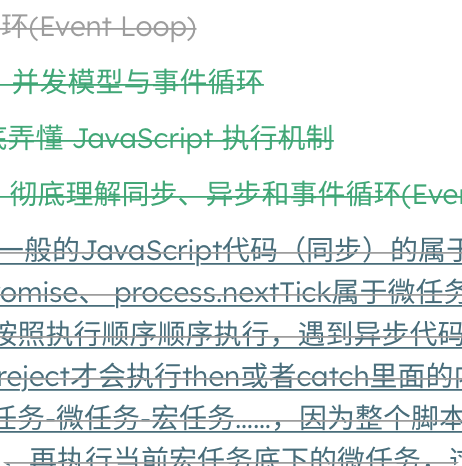 环(Event Loop)
并发模型与事件循环
底弄懂 JavaScript 执行机制
彻底理解同步、异步和事件循环(Even
一般的JavaScript代码（同步）的属于
omise、 process.nextTick属于微任务
按照执行顺序顺序执行，遇到异步代码
reject才会执行then或者catch里面的内
任务-微任务-宏任务……，因为整个脚本
、再执行当前宏任务底下的微任务，这